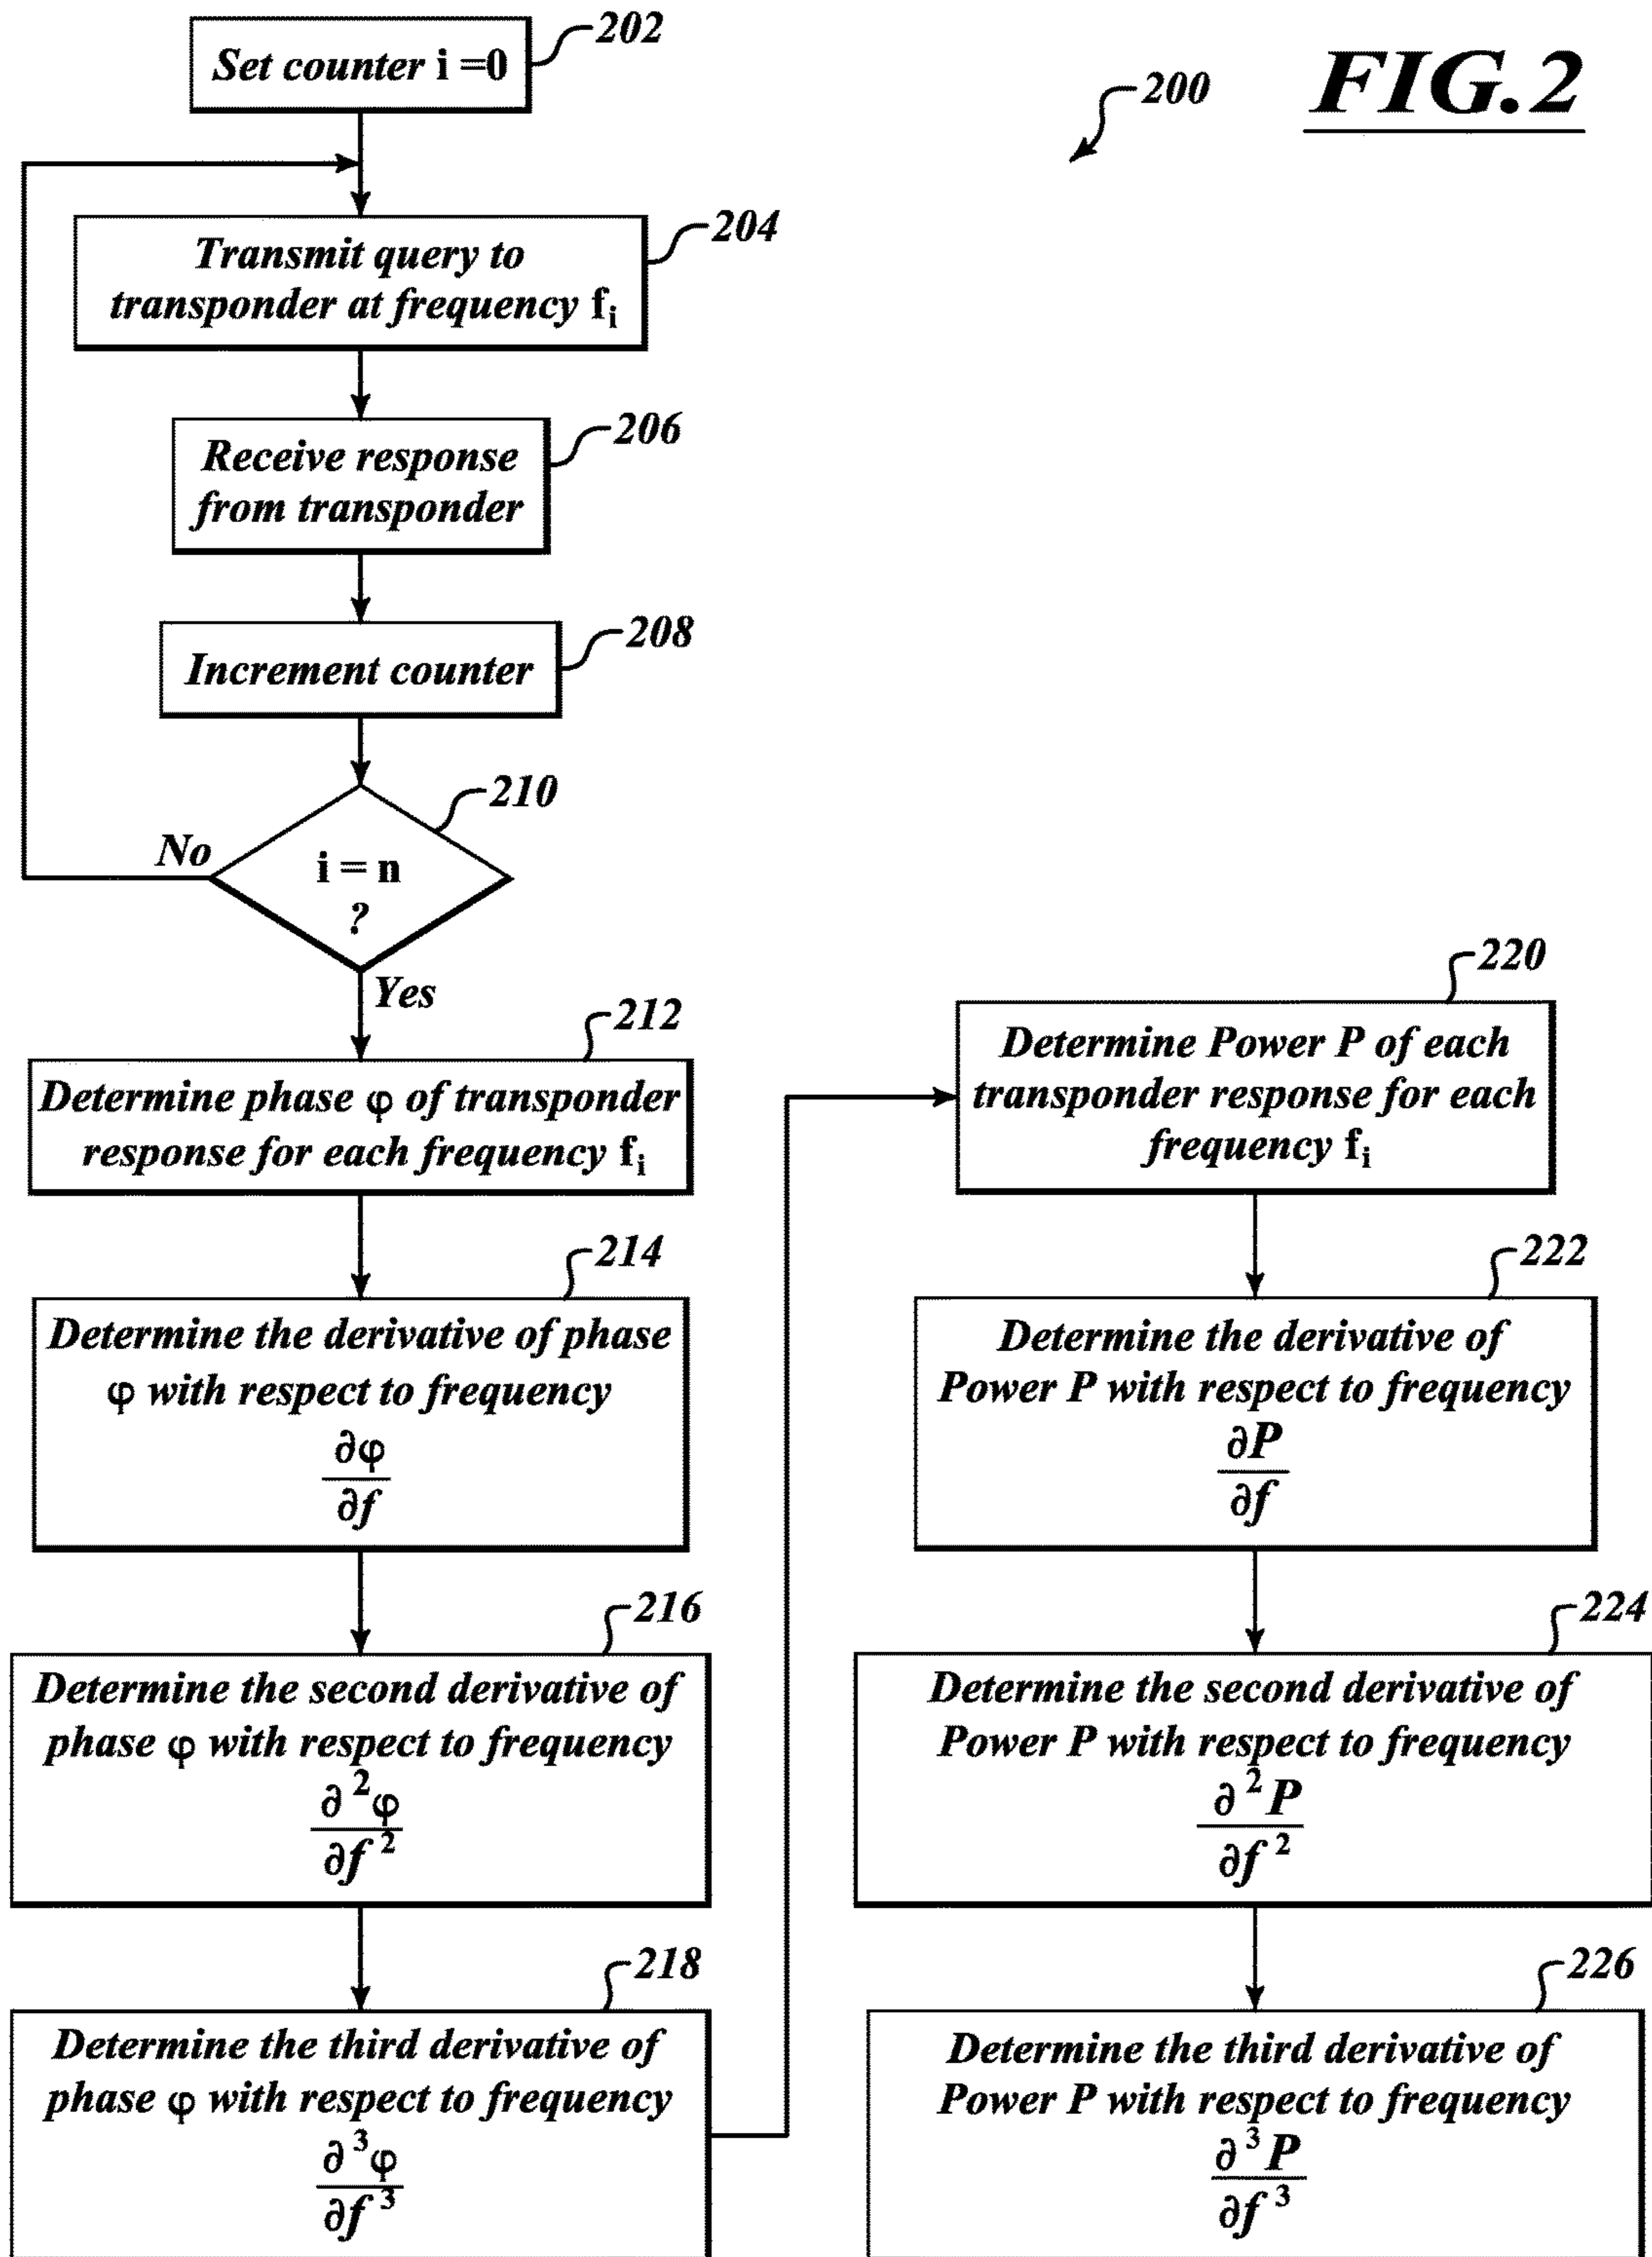 FIG.2
200
202
Set counter i =0
204
Transmit query to
transponder at frequency fᵢ
206
Receive response
from transponder
208
Increment counter
210
No
i = n
?
Yes
212
Determine phase φ of transponder
response for each frequency fᵢ
214
Determine the derivative of phase
φ with respect to frequency
∂φ
∂f
216
Determine the second derivative of
phase φ with respect to frequency
∂²φ
∂f²
218
Determine the third derivative of
phase φ with respect to frequency
∂³φ
∂f³
220
Determine Power P of each
transponder response for each
frequency fᵢ
222
Determine the derivative of
Power P with respect to frequency
∂P
∂f
224
Determine the second derivative of
Power P with respect to frequency
∂²P
∂f²
226
Determine the third derivative of
Power P with respect to frequency
∂³P
∂f³